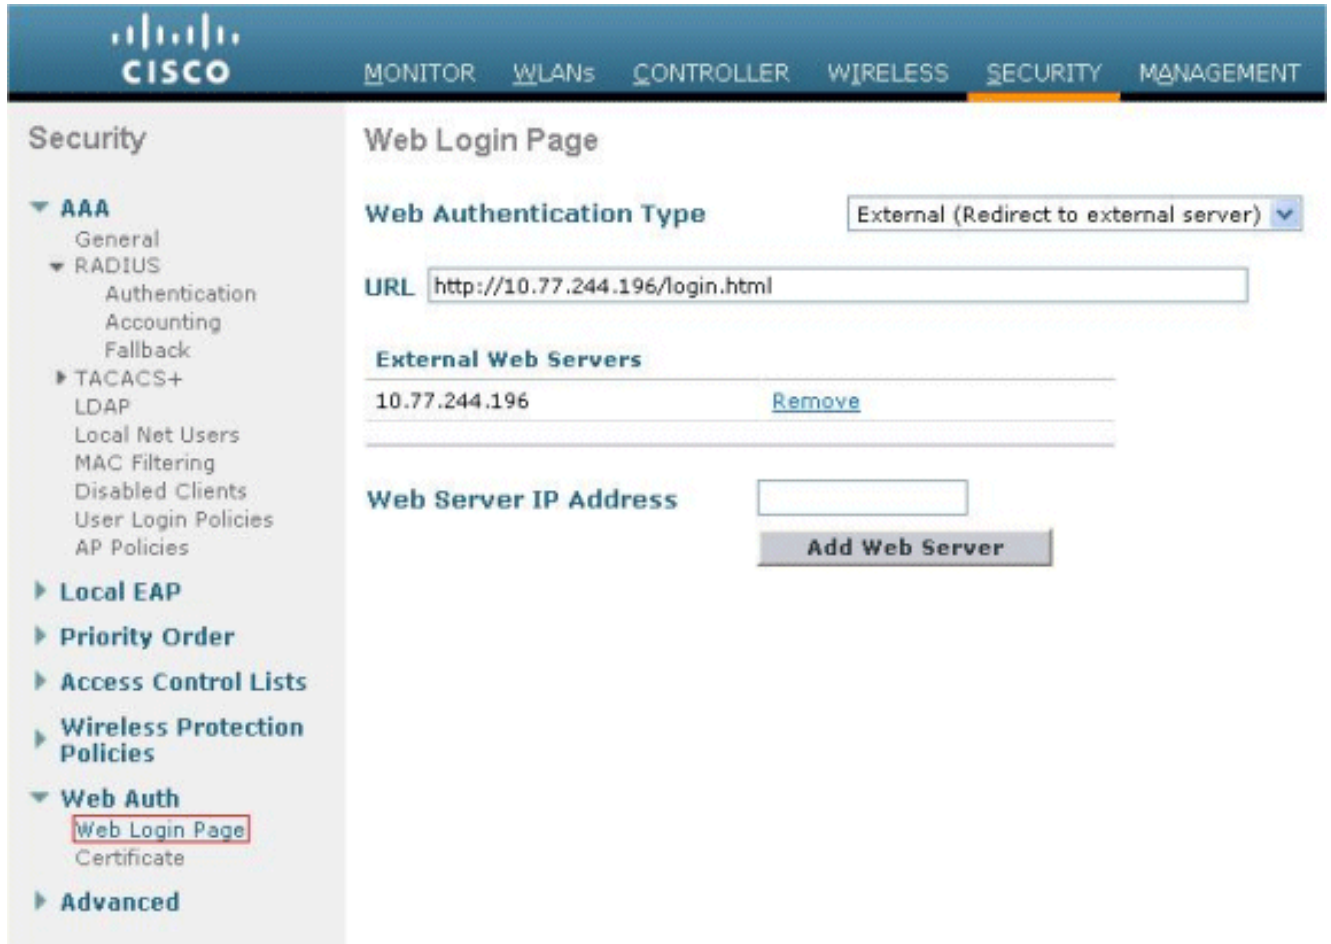 CISCO
MONITOR WLANs CONTROLLER WIRELESS SECURITY MANAGEMENT
Security
AAA
General
RADIUS
Authentication
Accounting
Fallback
TACACS+
LDAP
Local Net Users
MAC Filtering
Disabled Clients
User Login Policies
AP Policies
Local EAP
Priority Order
Access Control Lists
Wireless Protection
Policies
Web Auth
Web Login Page
Certificate
Advanced
Web Login Page
Web Authentication Type External (Redirect to external server)
URL http://10.77.244.196/login.html
External Web Servers
10.77.244.196 Remove
Web Server IP Address
Add Web Server